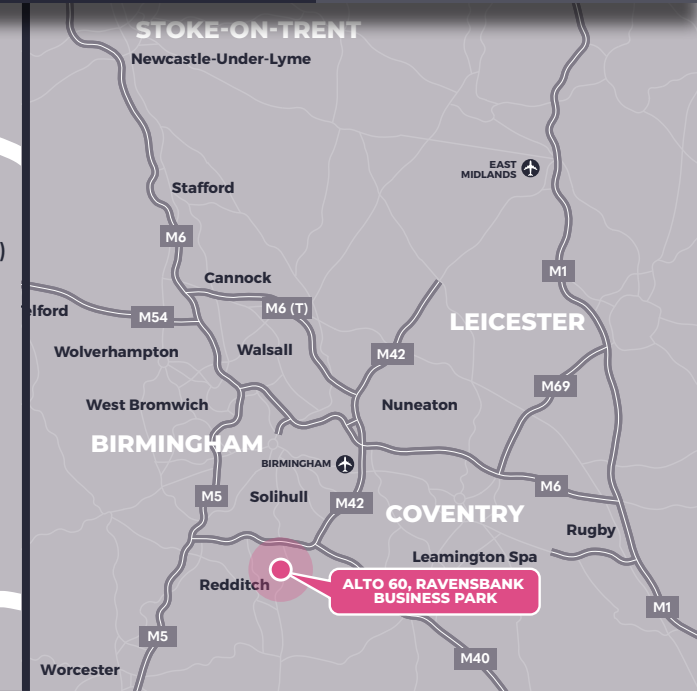 STOKE-ON-TRENT
Newcastle-Under-Lyme
EAST
MIDLANDS
Stafford
M6
)
Cannock
M1
elford
M54
M6 (T)
LEICESTER
Wolverhampton
Walsall
M42
M69
West Bromwich
Nuneaton
BIRMINGHAM
BIRMINGHAM
M5
Solihull
M42
M6
COVENTRY
Rugby
Leamington Spa
Redditch
ALTO 60, RAVENSBANK
BUSINESS PARK
M1
M5
M40
Worcester